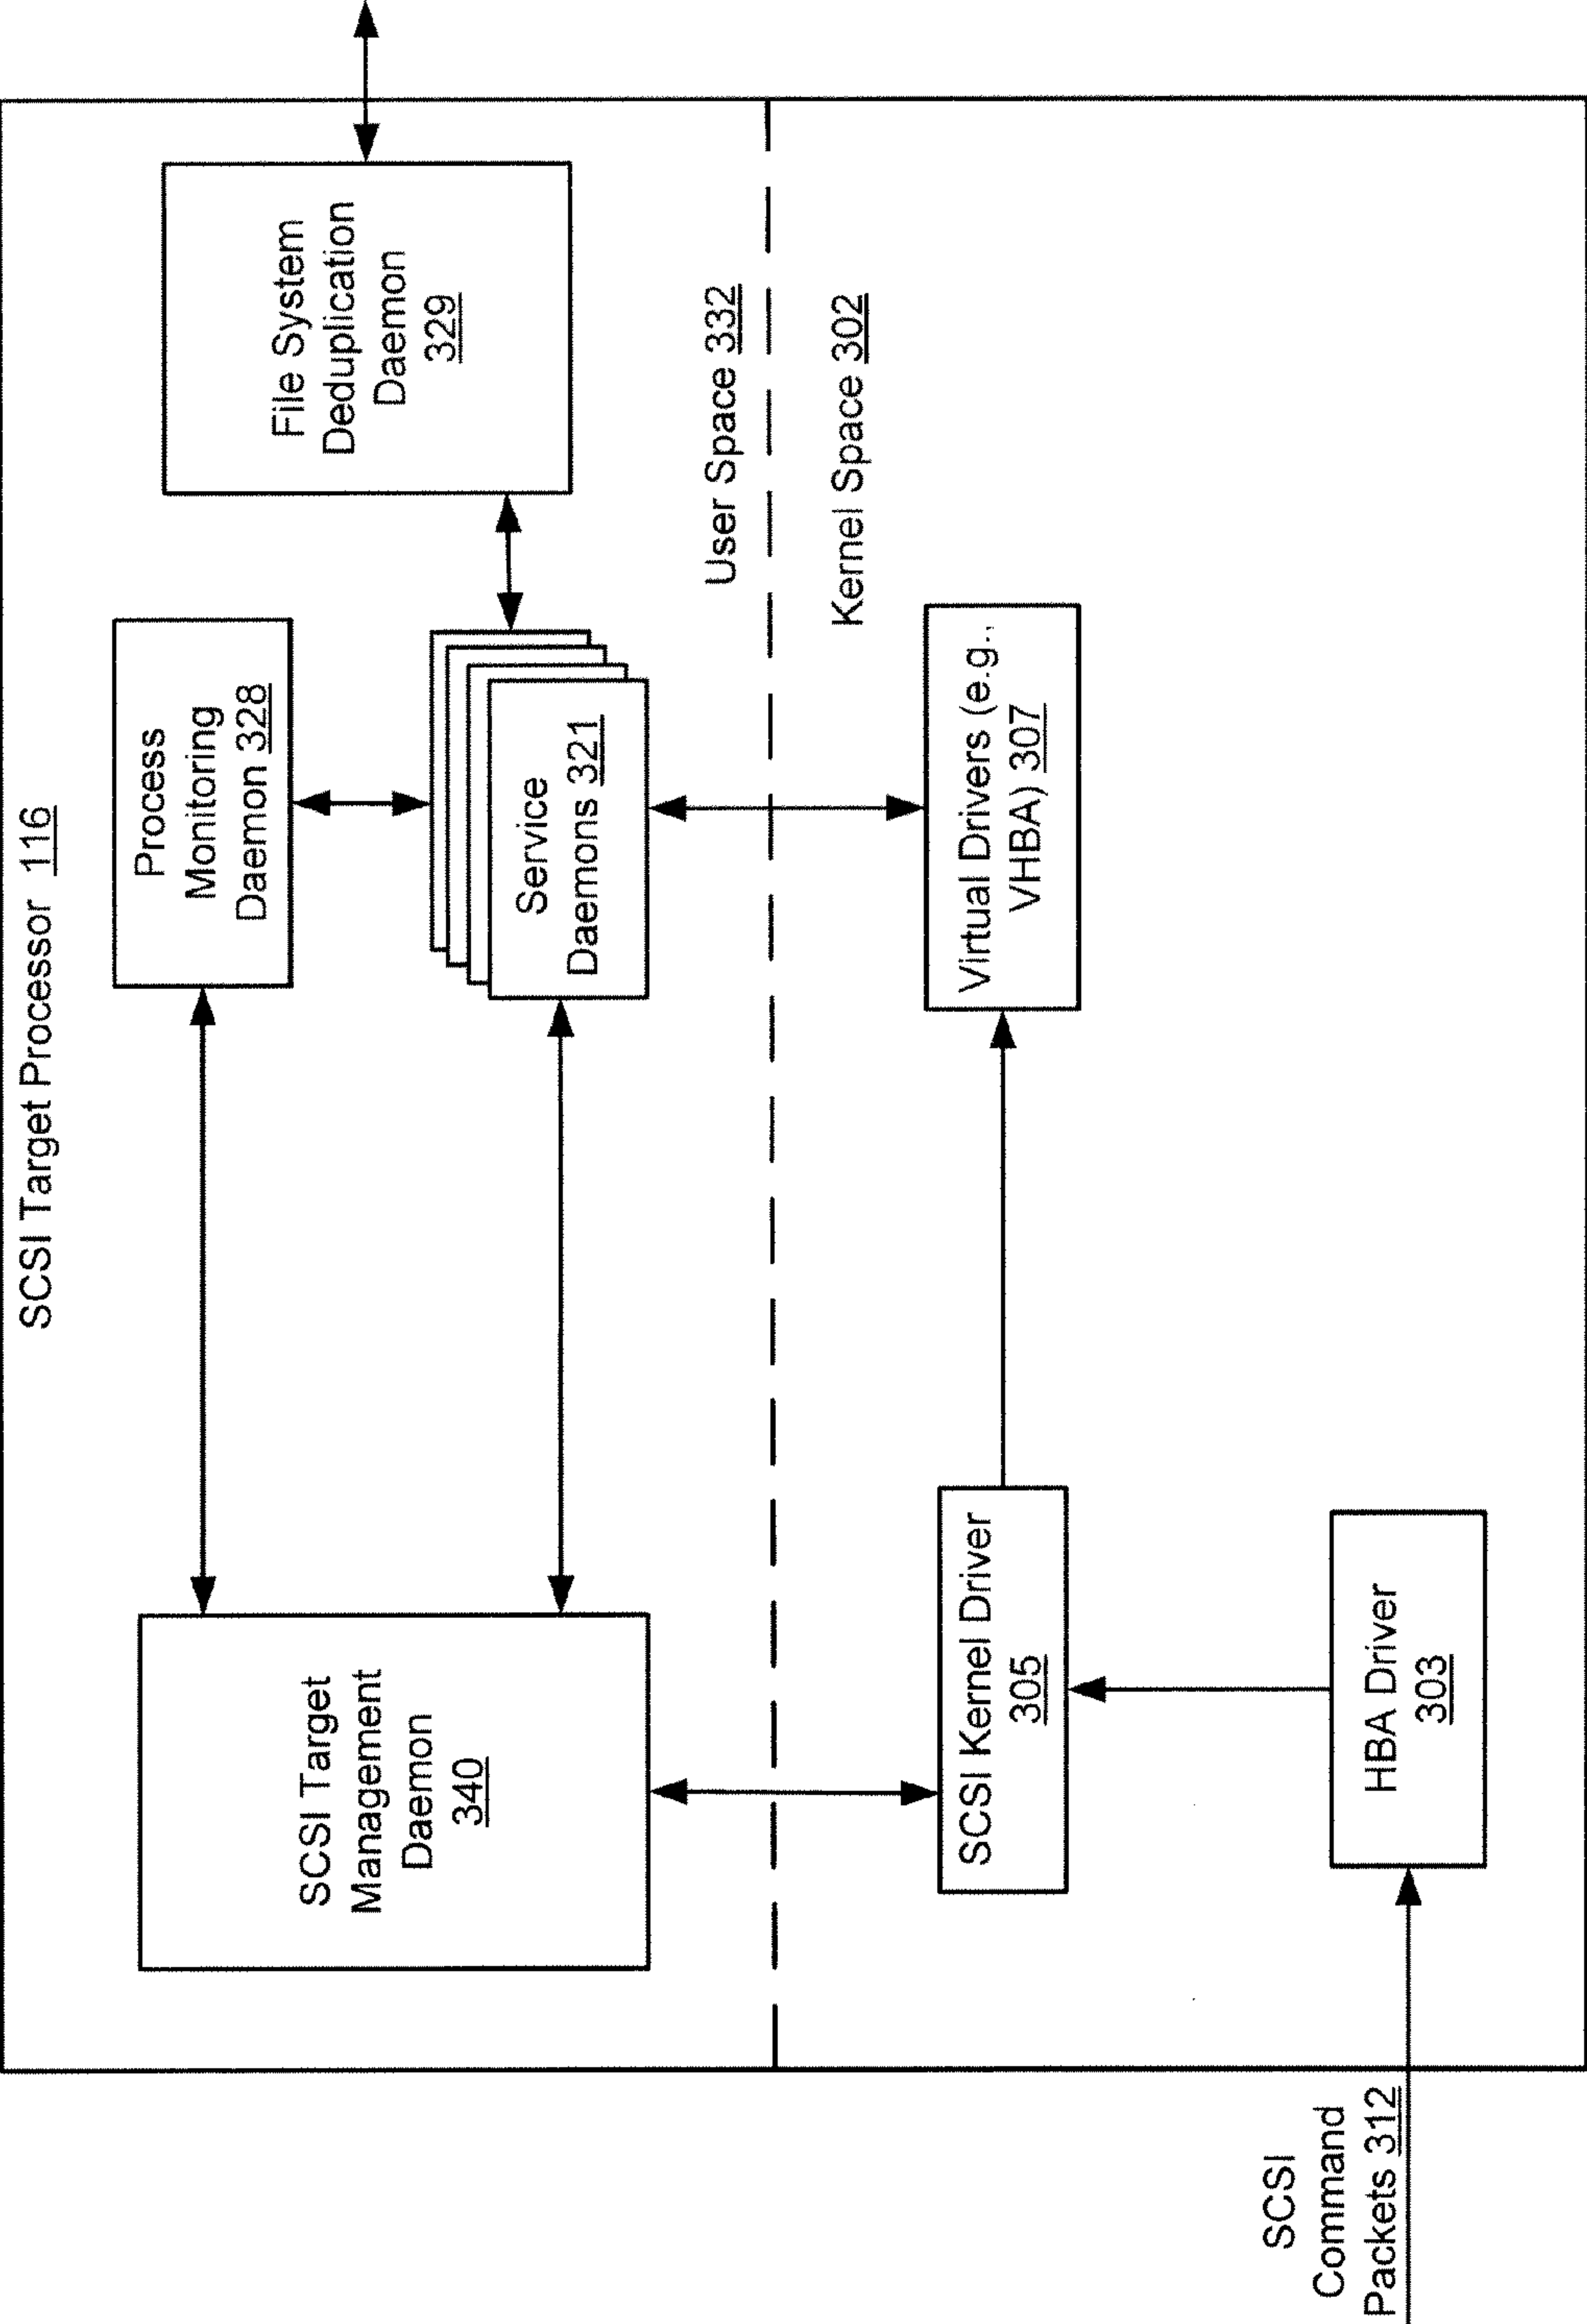 SCSI Target Processor 116
SCSI Target
Management
Daemon
340
Process
Monitoring
Daemon 328
Service
Daemons 321
File System
Deduplication
Daemon
329
User Space 332
Kernel Space 302
SCSI Kernel Driver
305
Virtual Drivers (e.g.,
VHBA) 307
HBA Driver
303
SCSI
Command
Packets 312